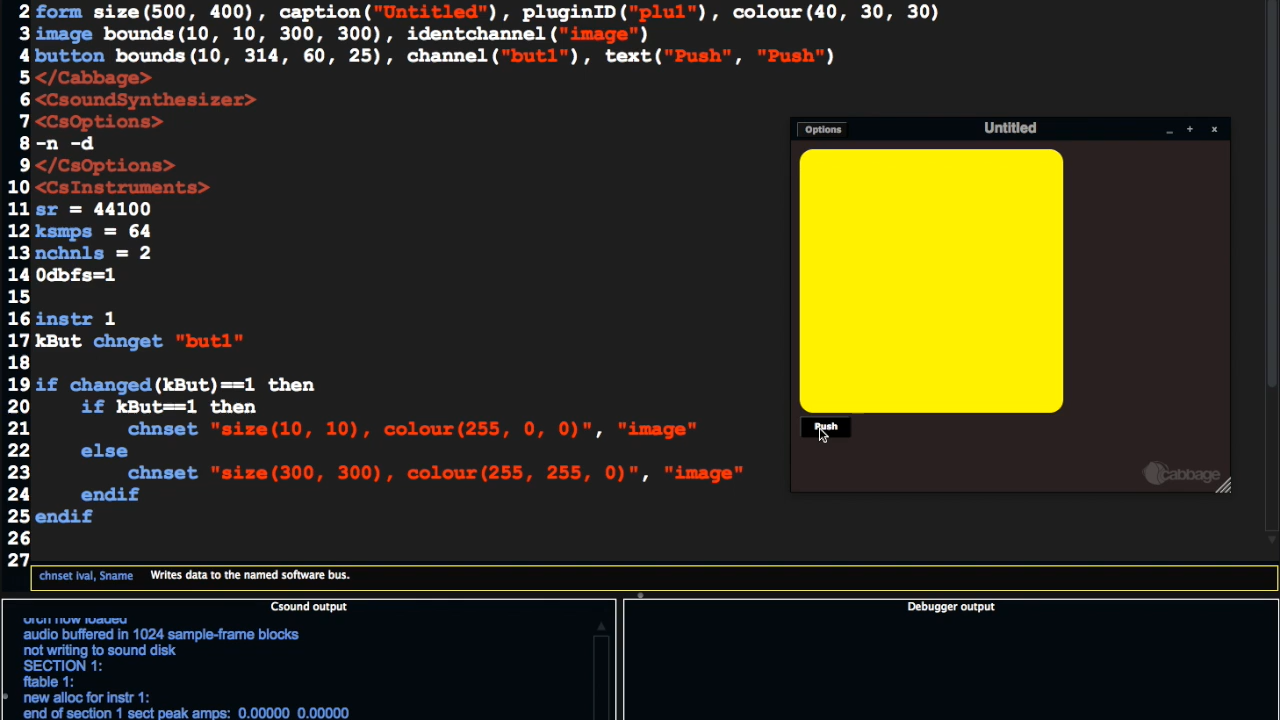 2 form size(500, 400), caption("Untitled"), pluginID("plu1"), colour(40, 30, 30)
3 image bounds(10, 10, 300, 300), identchannel("image")
4 button bounds(10, 314, 60, 25), channel("but1"), text("Push", "Push")
5 </Cabbage>
6 <CsoundSynthesizer>
7 <CsOptions>
8 -n -d
9 </CsOptions>
10 <CsInstruments>
11 sr = 44100
12 ksmps = 64
13 nchnls = 2
14 0dbfs=1
15
16 instr 1
17 kBut chnget "but1"
18
19 if changed(kBut)==1 then
20 if kBut==1 then
21 chnset "size(10, 10), colour(255, 0, 0)", "image"
22 else
23 chnset "size(300, 300), colour(255, 255, 0)", "image"
24 endif
25 endif
26
27
Options Untitled
Push
cabbage
chnset ival, Sname Writes data to the named software bus.
Csound output
orch now loaded
audio buffered in 1024 sample-frame blocks
not writing to sound disk
SECTION 1:
ftable 1:
new alloc for instr 1:
end of section 1 sect peak amps: 0.00000 0.00000
Debugger output